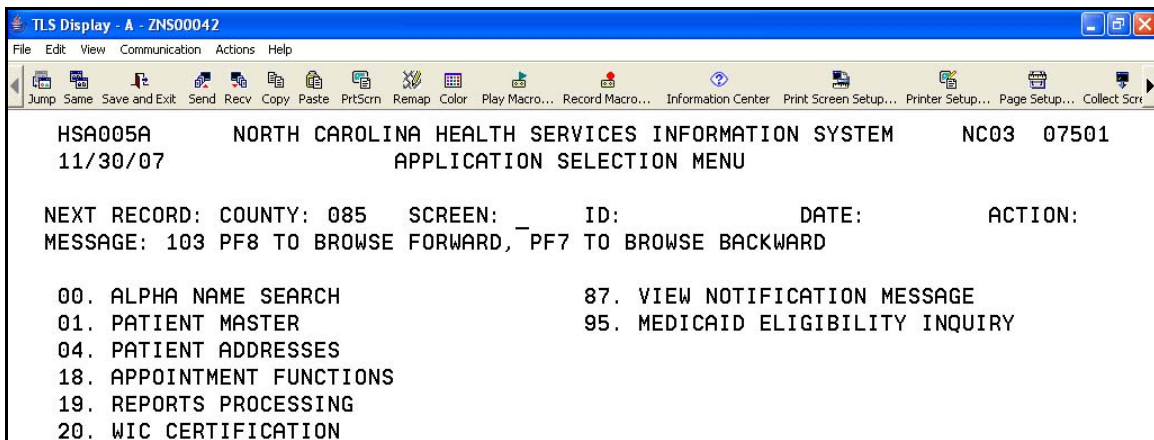 TLS Display - A - ZNS00042
File Edit View Communication Actions Help
Jump Same Save and Exit Send Recv Copy Paste PrtScrn Remap Color Play Macro... Record Macro... Information Center Print Screen Setup... Printer Setup... Page Setup... Collect Scre
HSA005A NORTH CAROLINA HEALTH SERVICES INFORMATION SYSTEM NC03 07501
11/30/07 APPLICATION SELECTION MENU
NEXT RECORD: COUNTY: 085 SCREEN: _ ID: DATE: ACTION:
MESSAGE: 103 PF8 TO BROWSE FORWARD, PF7 TO BROWSE BACKWARD
00. ALPHA NAME SEARCH 87. VIEW NOTIFICATION MESSAGE
01. PATIENT MASTER 95. MEDICAID ELIGIBILITY INQUIRY
04. PATIENT ADDRESSES
18. APPOINTMENT FUNCTIONS
19. REPORTS PROCESSING
20. WIC CERTIFICATION